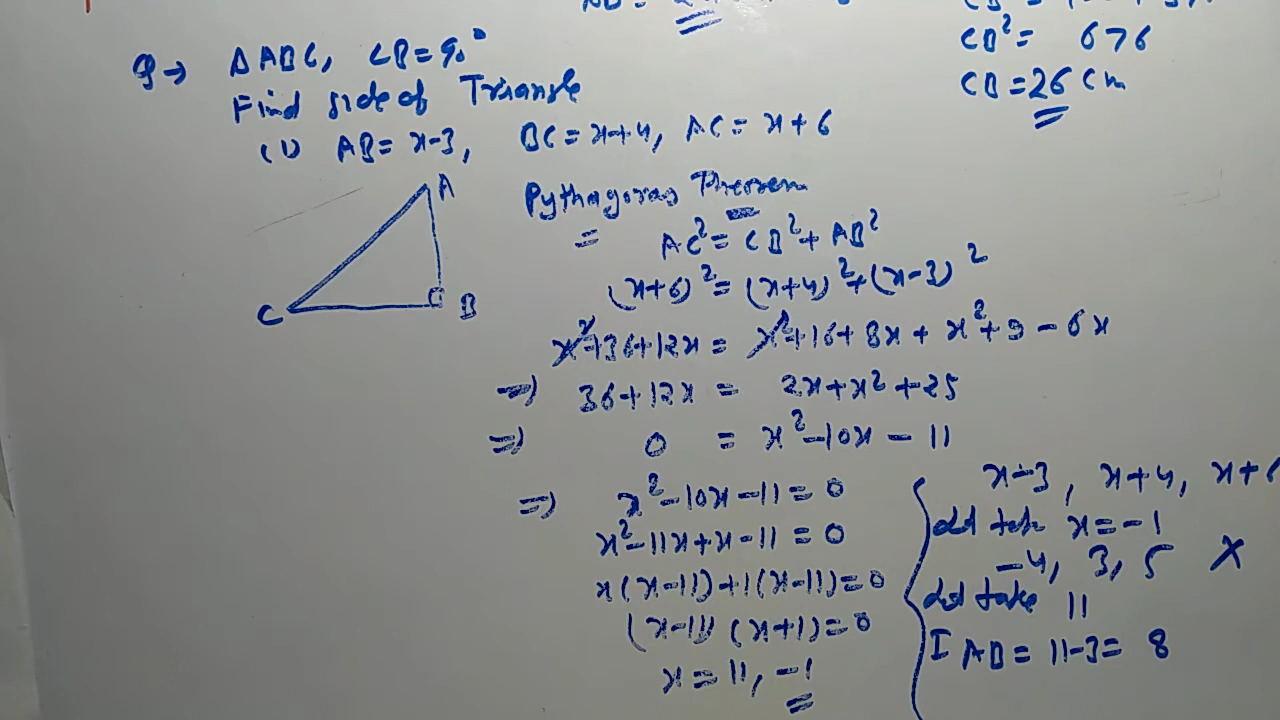 CB² = 676
CB = 26 cm
Q → ΔABC, ∠B = 90°
Find side of Triangle
(1) AB = x-3, BC = x+4, AC = x+6
A
C
B
Pythagoras Theorem
= AC² = CB² + AB²
(x+6)² = (x+4)² + (x-3)²
x²+36+12x = x²+16+8x + x²+9-6x
⇒ 36+12x = 2x+x²+25
⇒ 0 = x²-10x-11
⇒ x²-10x-11=0
x²-11x+x-11=0
x(x-11)+1(x-11)=0
(x-11)(x+1)=0
x=11, -1
x-3, x+4, x+6
take x=-1
-4, 3, 5 X
take 11
I AB = 11-3 = 8